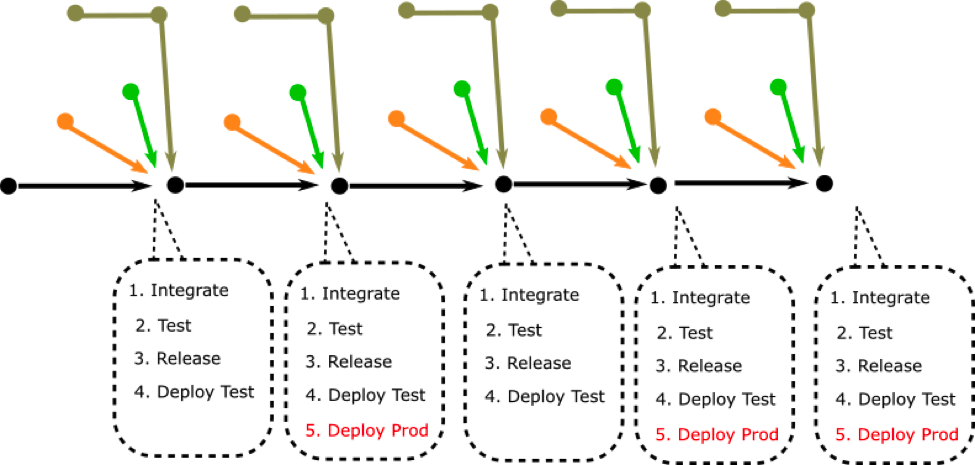 1. Integrate
2. Test
3. Release
4. Deploy Test
1. Integrate
2. Test
3. Release
4. Deploy Test
5. Deploy Prod
1. Integrate
2. Test
3. Release
4. Deploy Test
1. Integrate
2. Test
3. Release
4. Deploy Test
5. Deploy Prod
1. Integrate
2. Test
3. Release
4. Deploy Test
5. Deploy Prod